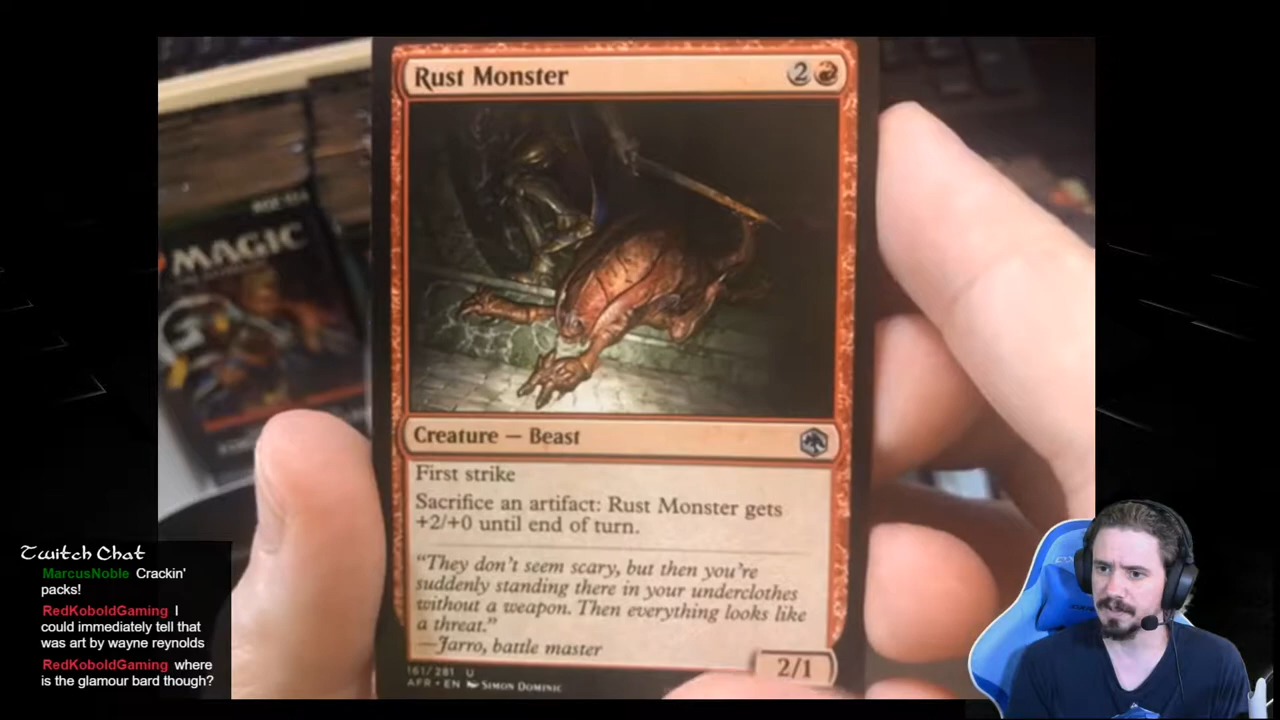 Rust Monster 2
MAGIC
Creature — Beast
First strike
Sacrifice an artifact: Rust Monster gets
+2/+0 until end of turn.
“They don’t seem scary, but then you’re
suddenly standing there in your underclothes
without a weapon. Then everything looks like
a threat.”
—Jarro, battle master
2/1
161/281 U
AFR • EN SIMON DOMINIC
Twitch Chat
MarcusNoble Crackin'
packs!
RedKoboldGaming I
could immediately tell that
was art by wayne reynolds
RedKoboldGaming where
is the glamour bard though?